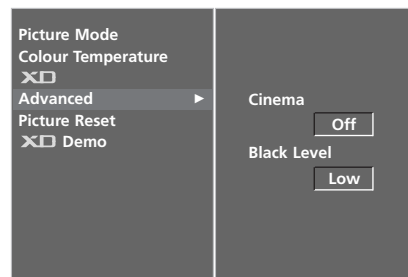 Picture Mode
Colour Temperature
XD
Advanced ►
Picture Reset
XD Demo
Cinema
Off
Black Level
Low